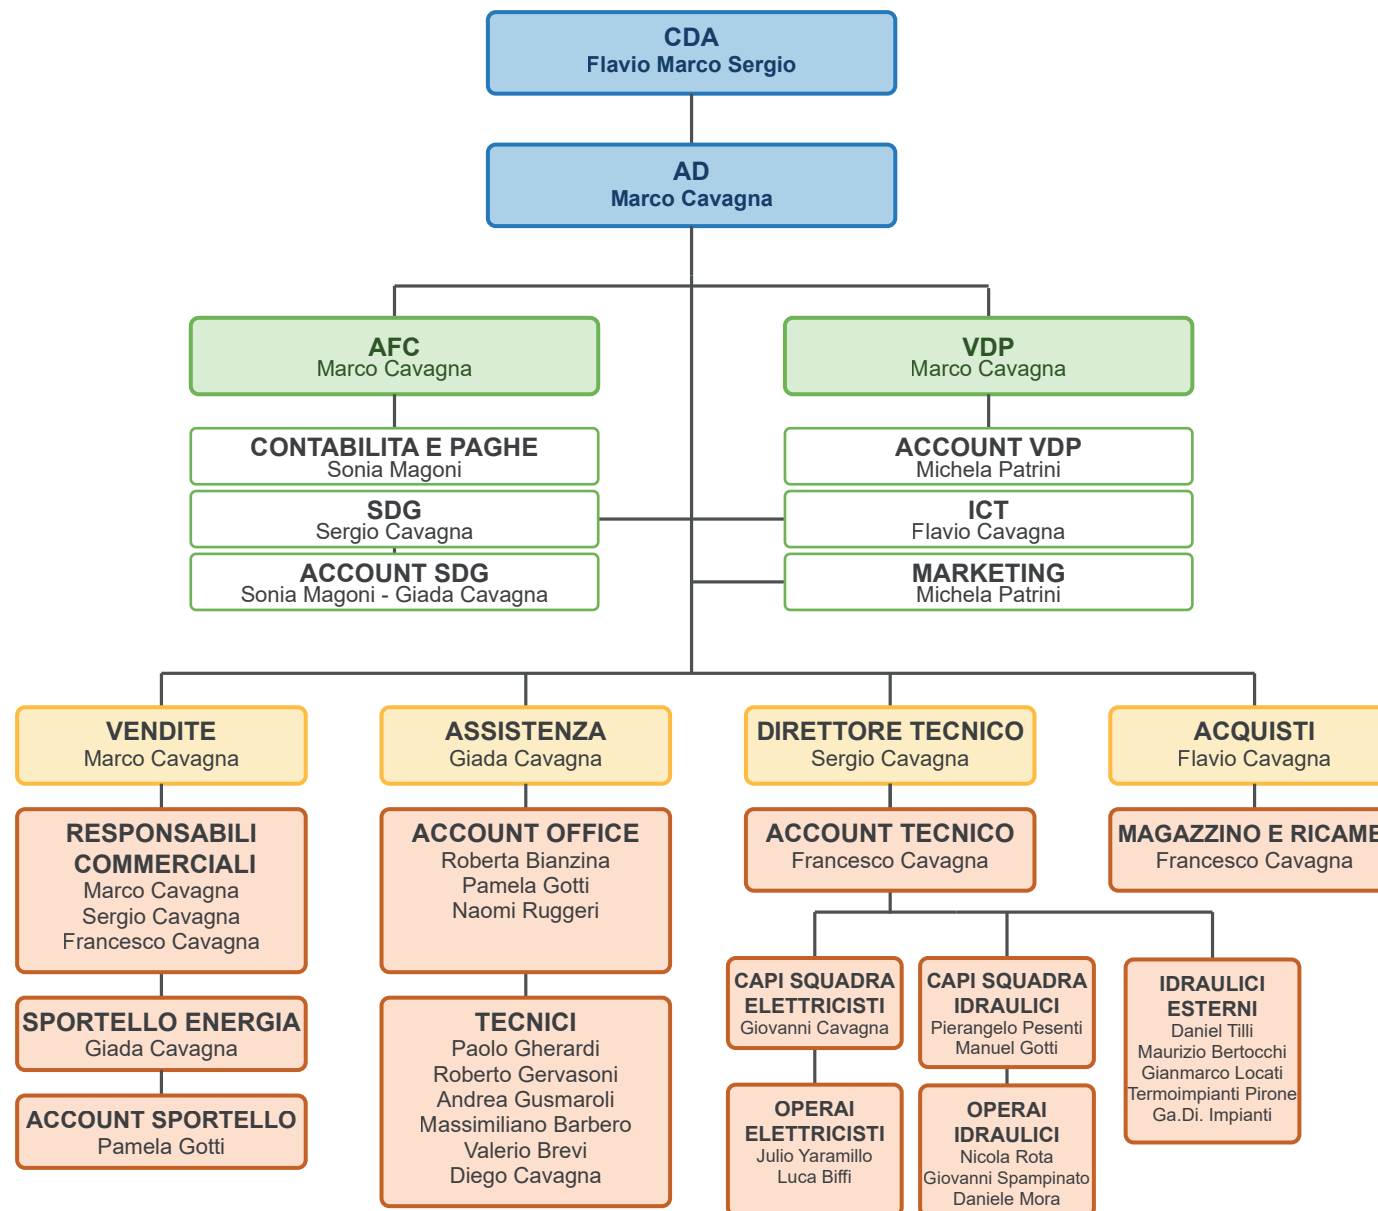 CDA
Flavio Marco Sergio
AD
Marco Cavagna
AFC
Marco Cavagna
VDP
Marco Cavagna
CONTABILITA E PAGHE
Sonia Magoni
ACCOUNT VDP
Michela Patrini
SDG
Sergio Cavagna
ICT
Flavio Cavagna
ACCOUNT SDG
Sonia Magoni - Giada Cavagna
MARKETING
Michela Patrini
VENDITE
Marco Cavagna
ASSISTENZA
Giada Cavagna
DIRETTORE TECNICO
Sergio Cavagna
ACQUISTI
Flavio Cavagna
RESPONSABILI
COMMERCIALI
Marco Cavagna
Sergio Cavagna
Francesco Cavagna
ACCOUNT OFFICE
Roberta Bianzina
Pamela Gotti
Naomi Ruggeri
ACCOUNT TECNICO
Francesco Cavagna
MAGAZZINO E RICAME
Francesco Cavagna
SPORTELLO ENERGIA
Giada Cavagna
ACCOUNT SPORTELLO
Pamela Gotti
TECNICI
Paolo Gherardi
Roberto Gervasoni
Andrea Gusmaroli
Massimiliano Barbero
Valerio Brevi
Diego Cavagna
CAPI SQUADRA
ELETTRICISTI
Giovanni Cavagna
CAPI SQUADRA
IDRAULICI
Pierangelo Pesenti
Manuel Gotti
IDRAULICI
ESTERNI
Daniel Tilli
Maurizio Bertocchi
Gianmarco Locati
Termoimpianti Pirone
Ga.Di. Impianti
OPERAI
ELETTRICISTI
Julio Yaramillo
Luca Biffi
OPERAI
IDRAULICI
Nicola Rota
Giovanni Spampinato
Daniele Mora